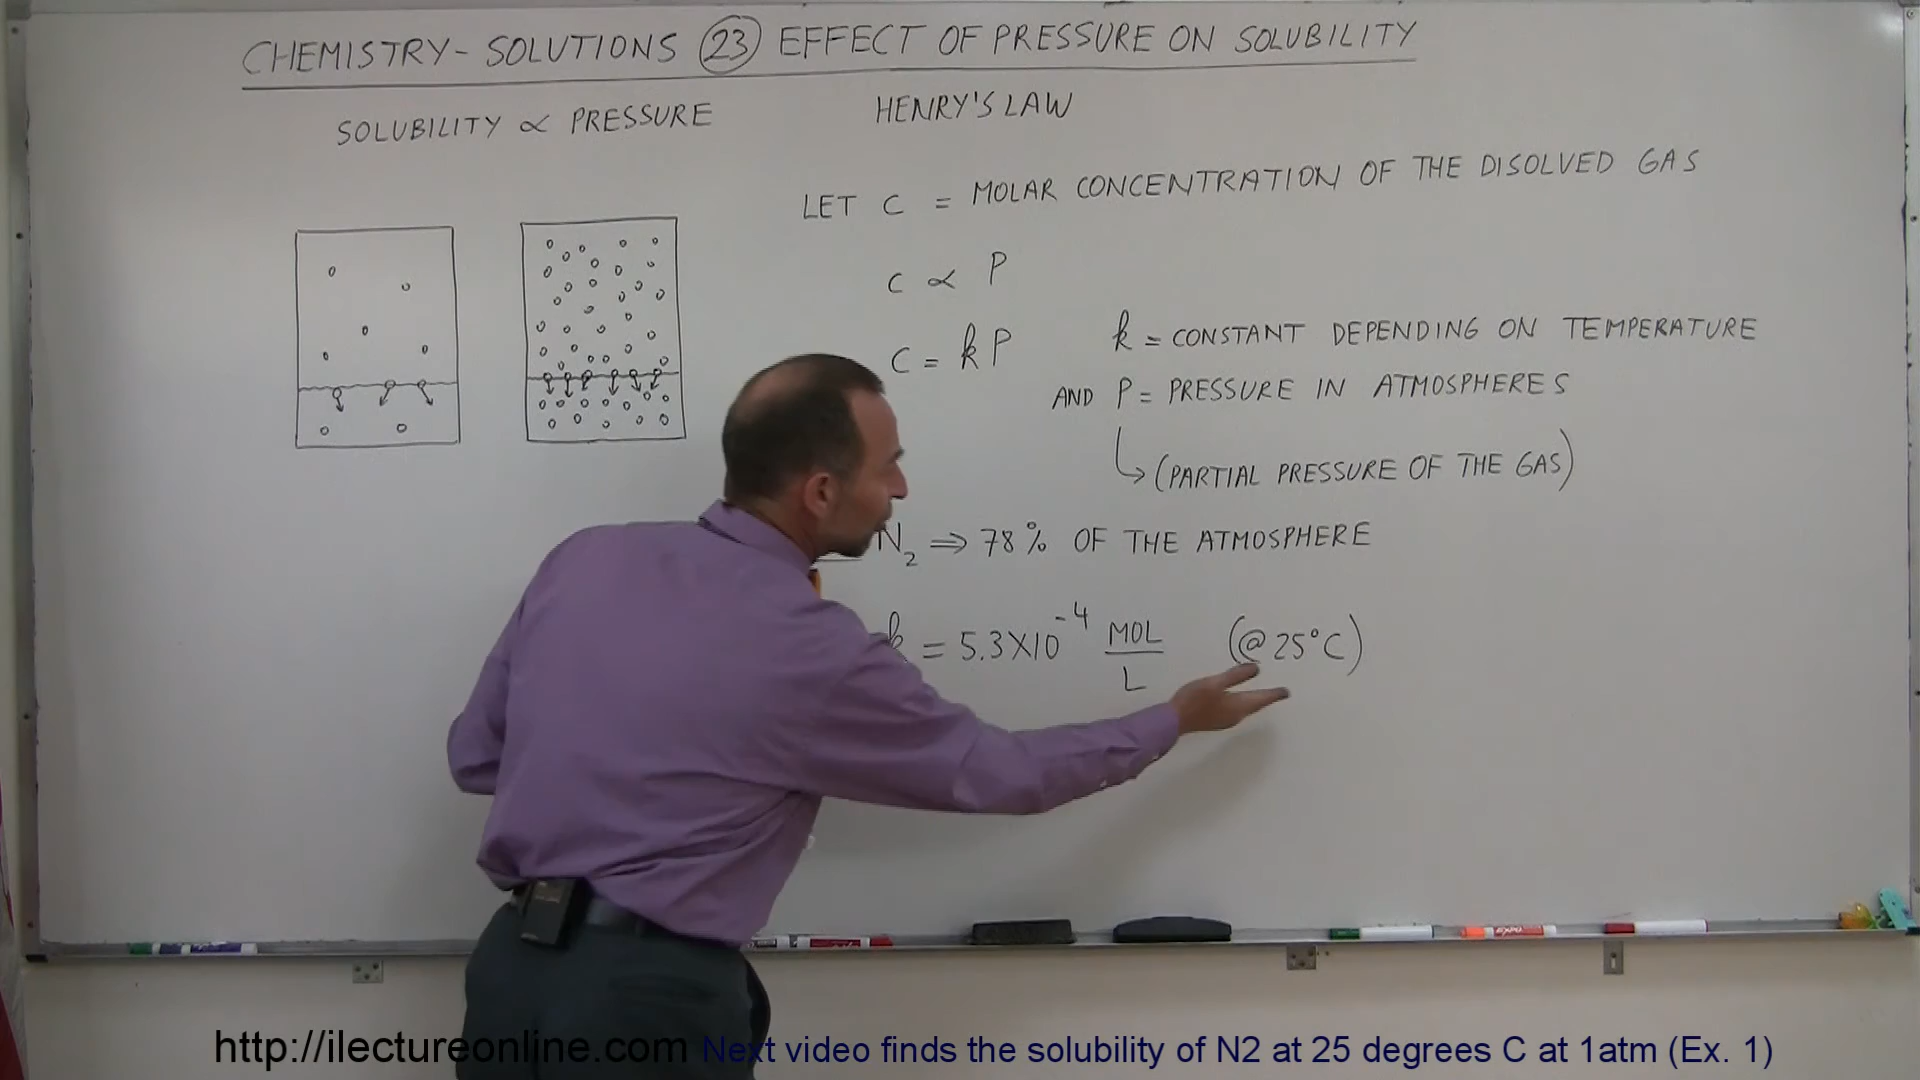 CHEMISTRY- SOLUTIONS 23 EFFECT OF PRESSURE ON SOLUBILITY
SOLUBILITY ∝ PRESSURE
HENRY'S LAW
LET C = MOLAR CONCENTRATION OF THE DISOLVED GAS
C ∝ P
C = k P
k = CONSTANT DEPENDING ON TEMPERATURE
AND P = PRESSURE IN ATMOSPHERES
↳ (PARTIAL PRESSURE OF THE GAS)
N₂ ⇒ 78% OF THE ATMOSPHERE
k = 5.3X10⁻⁴ MOL/L (@ 25°C)
http://ilectureonline.com Next video finds the solubility of N2 at 25 degrees C at 1atm (Ex. 1)